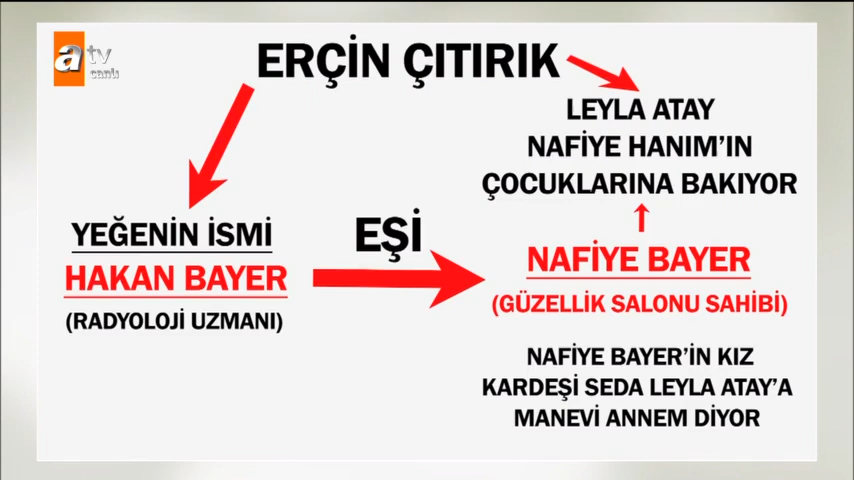 atv
canlı
ERÇİN ÇITIRIK
LEYLA ATAY
NAFİYE HANIM'IN
ÇOCUKLARINA BAKIYOR
YEĞENİN İSMİ
HAKAN BAYER
(RADYOLOJİ UZMANI)
EŞİ
NAFİYE BAYER
(GÜZELLİK SALONU SAHİBİ)
NAFİYE BAYER'İN KIZ
KARDEŞİ SEDA LEYLA ATAY'A
MANEVİ ANNEM DİYOR